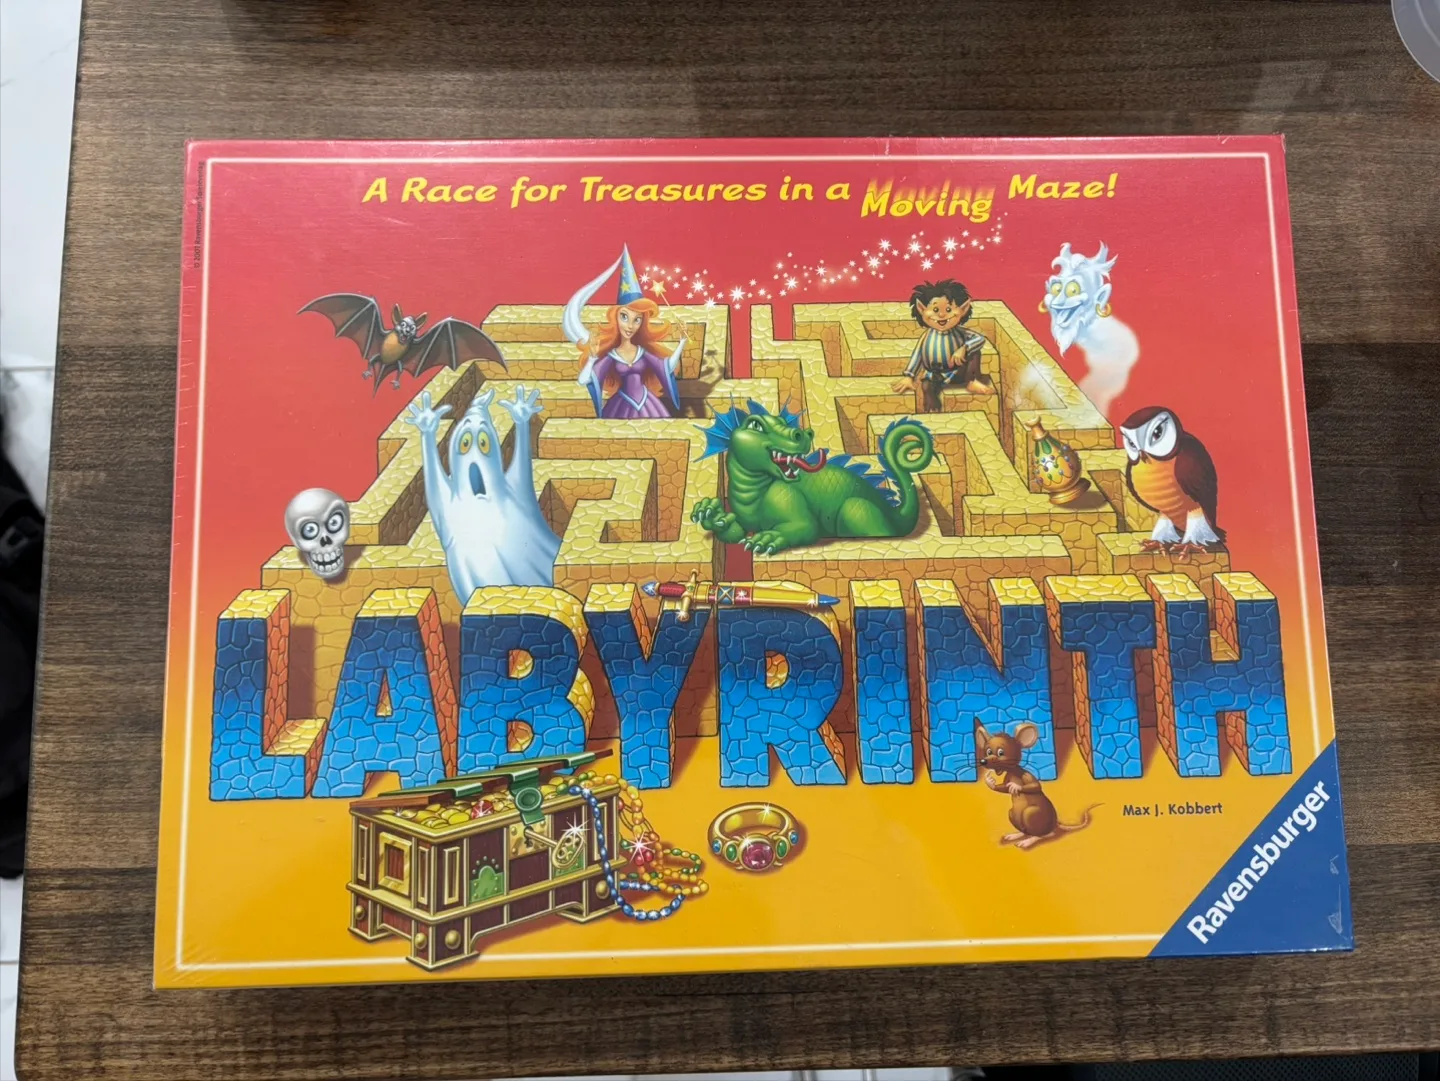 A Race for Treasures in a Moving Maze!
LABYRINTH
Max J. Kobbert
Ravensburger